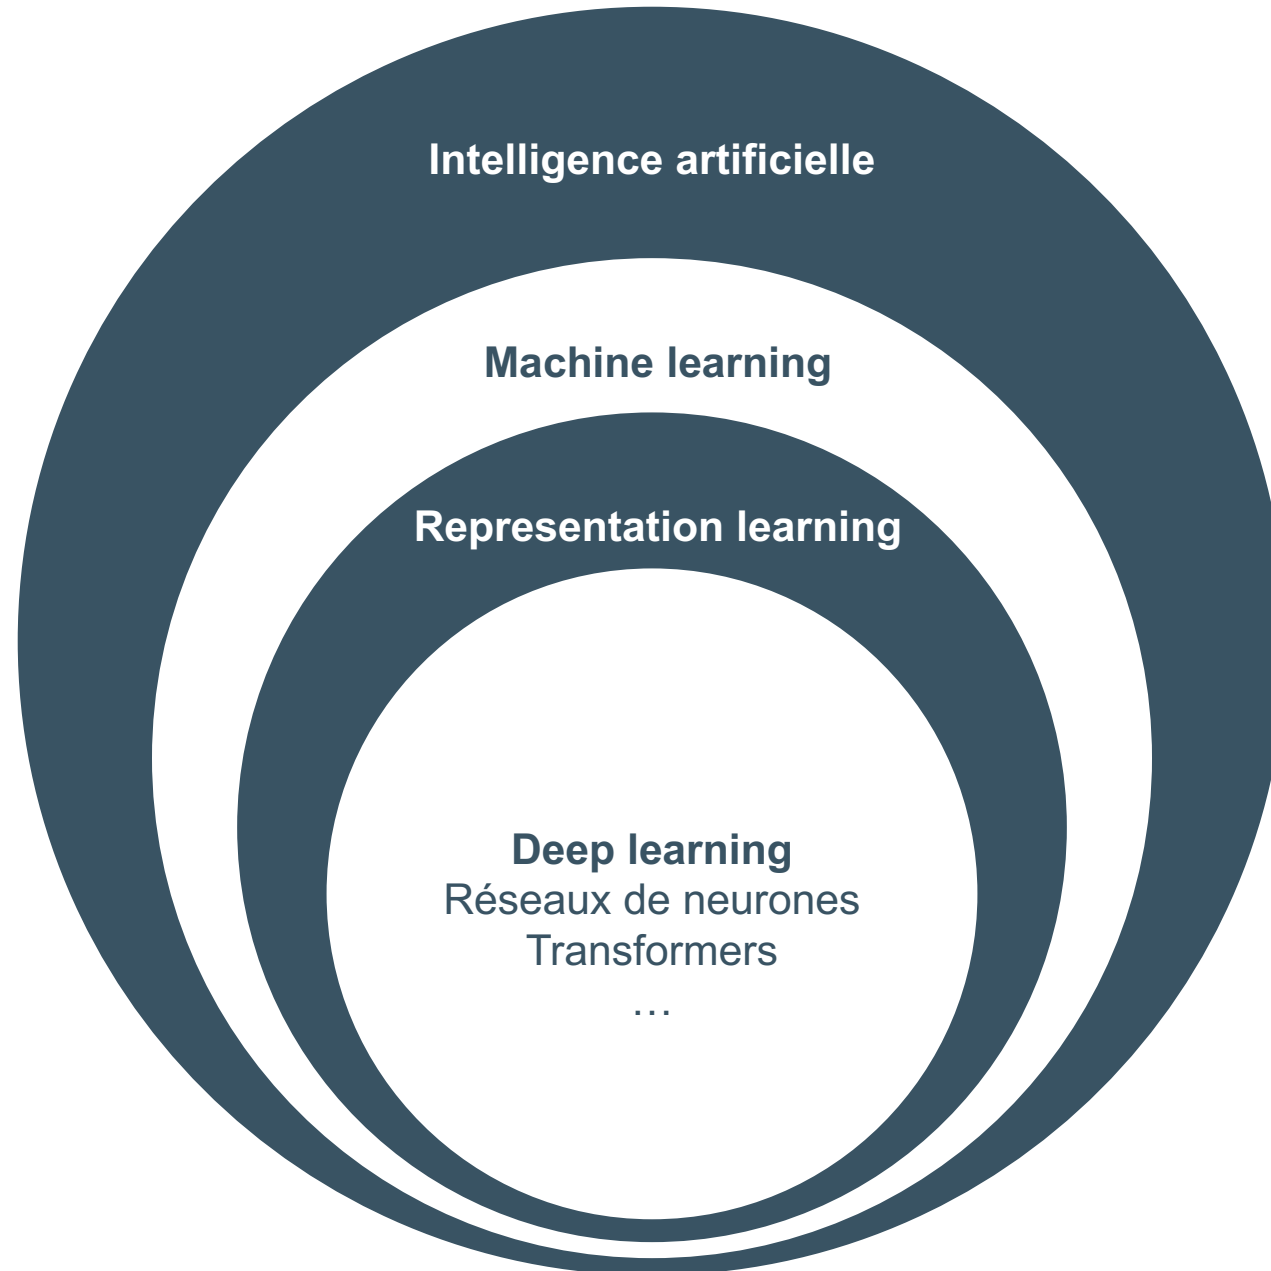 Intelligence artificielle
Machine learning
Representation learning
Deep learning
Réseaux de neurones
Transformers
…